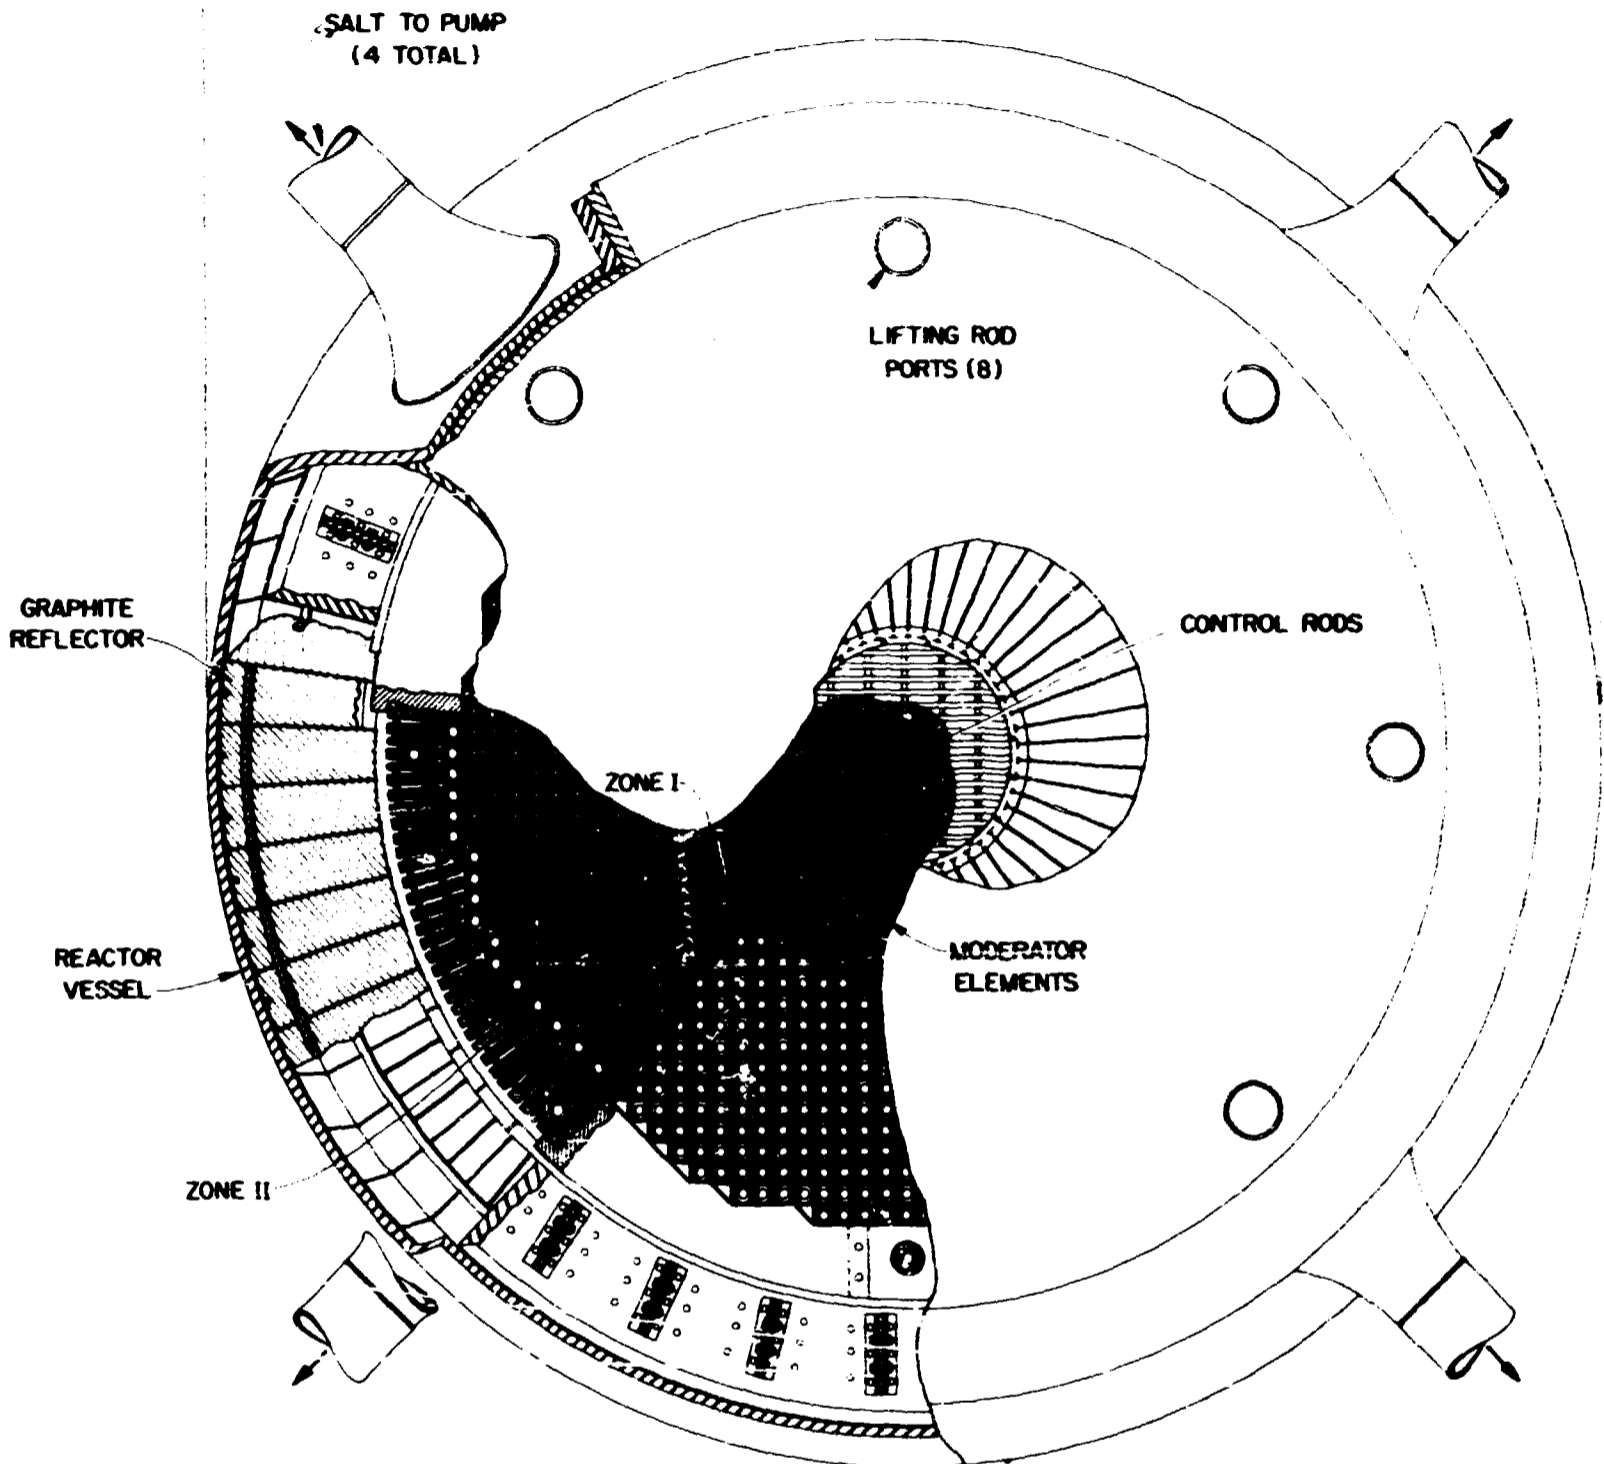 SALT TO PUMP
(4 TOTAL)
LIFTING ROD
PORTS (8)
GRAPHITE
REFLECTOR
CONTROL RODS
ZONE I
REACTOR
VESSEL
MODERATOR
ELEMENTS
ZONE II